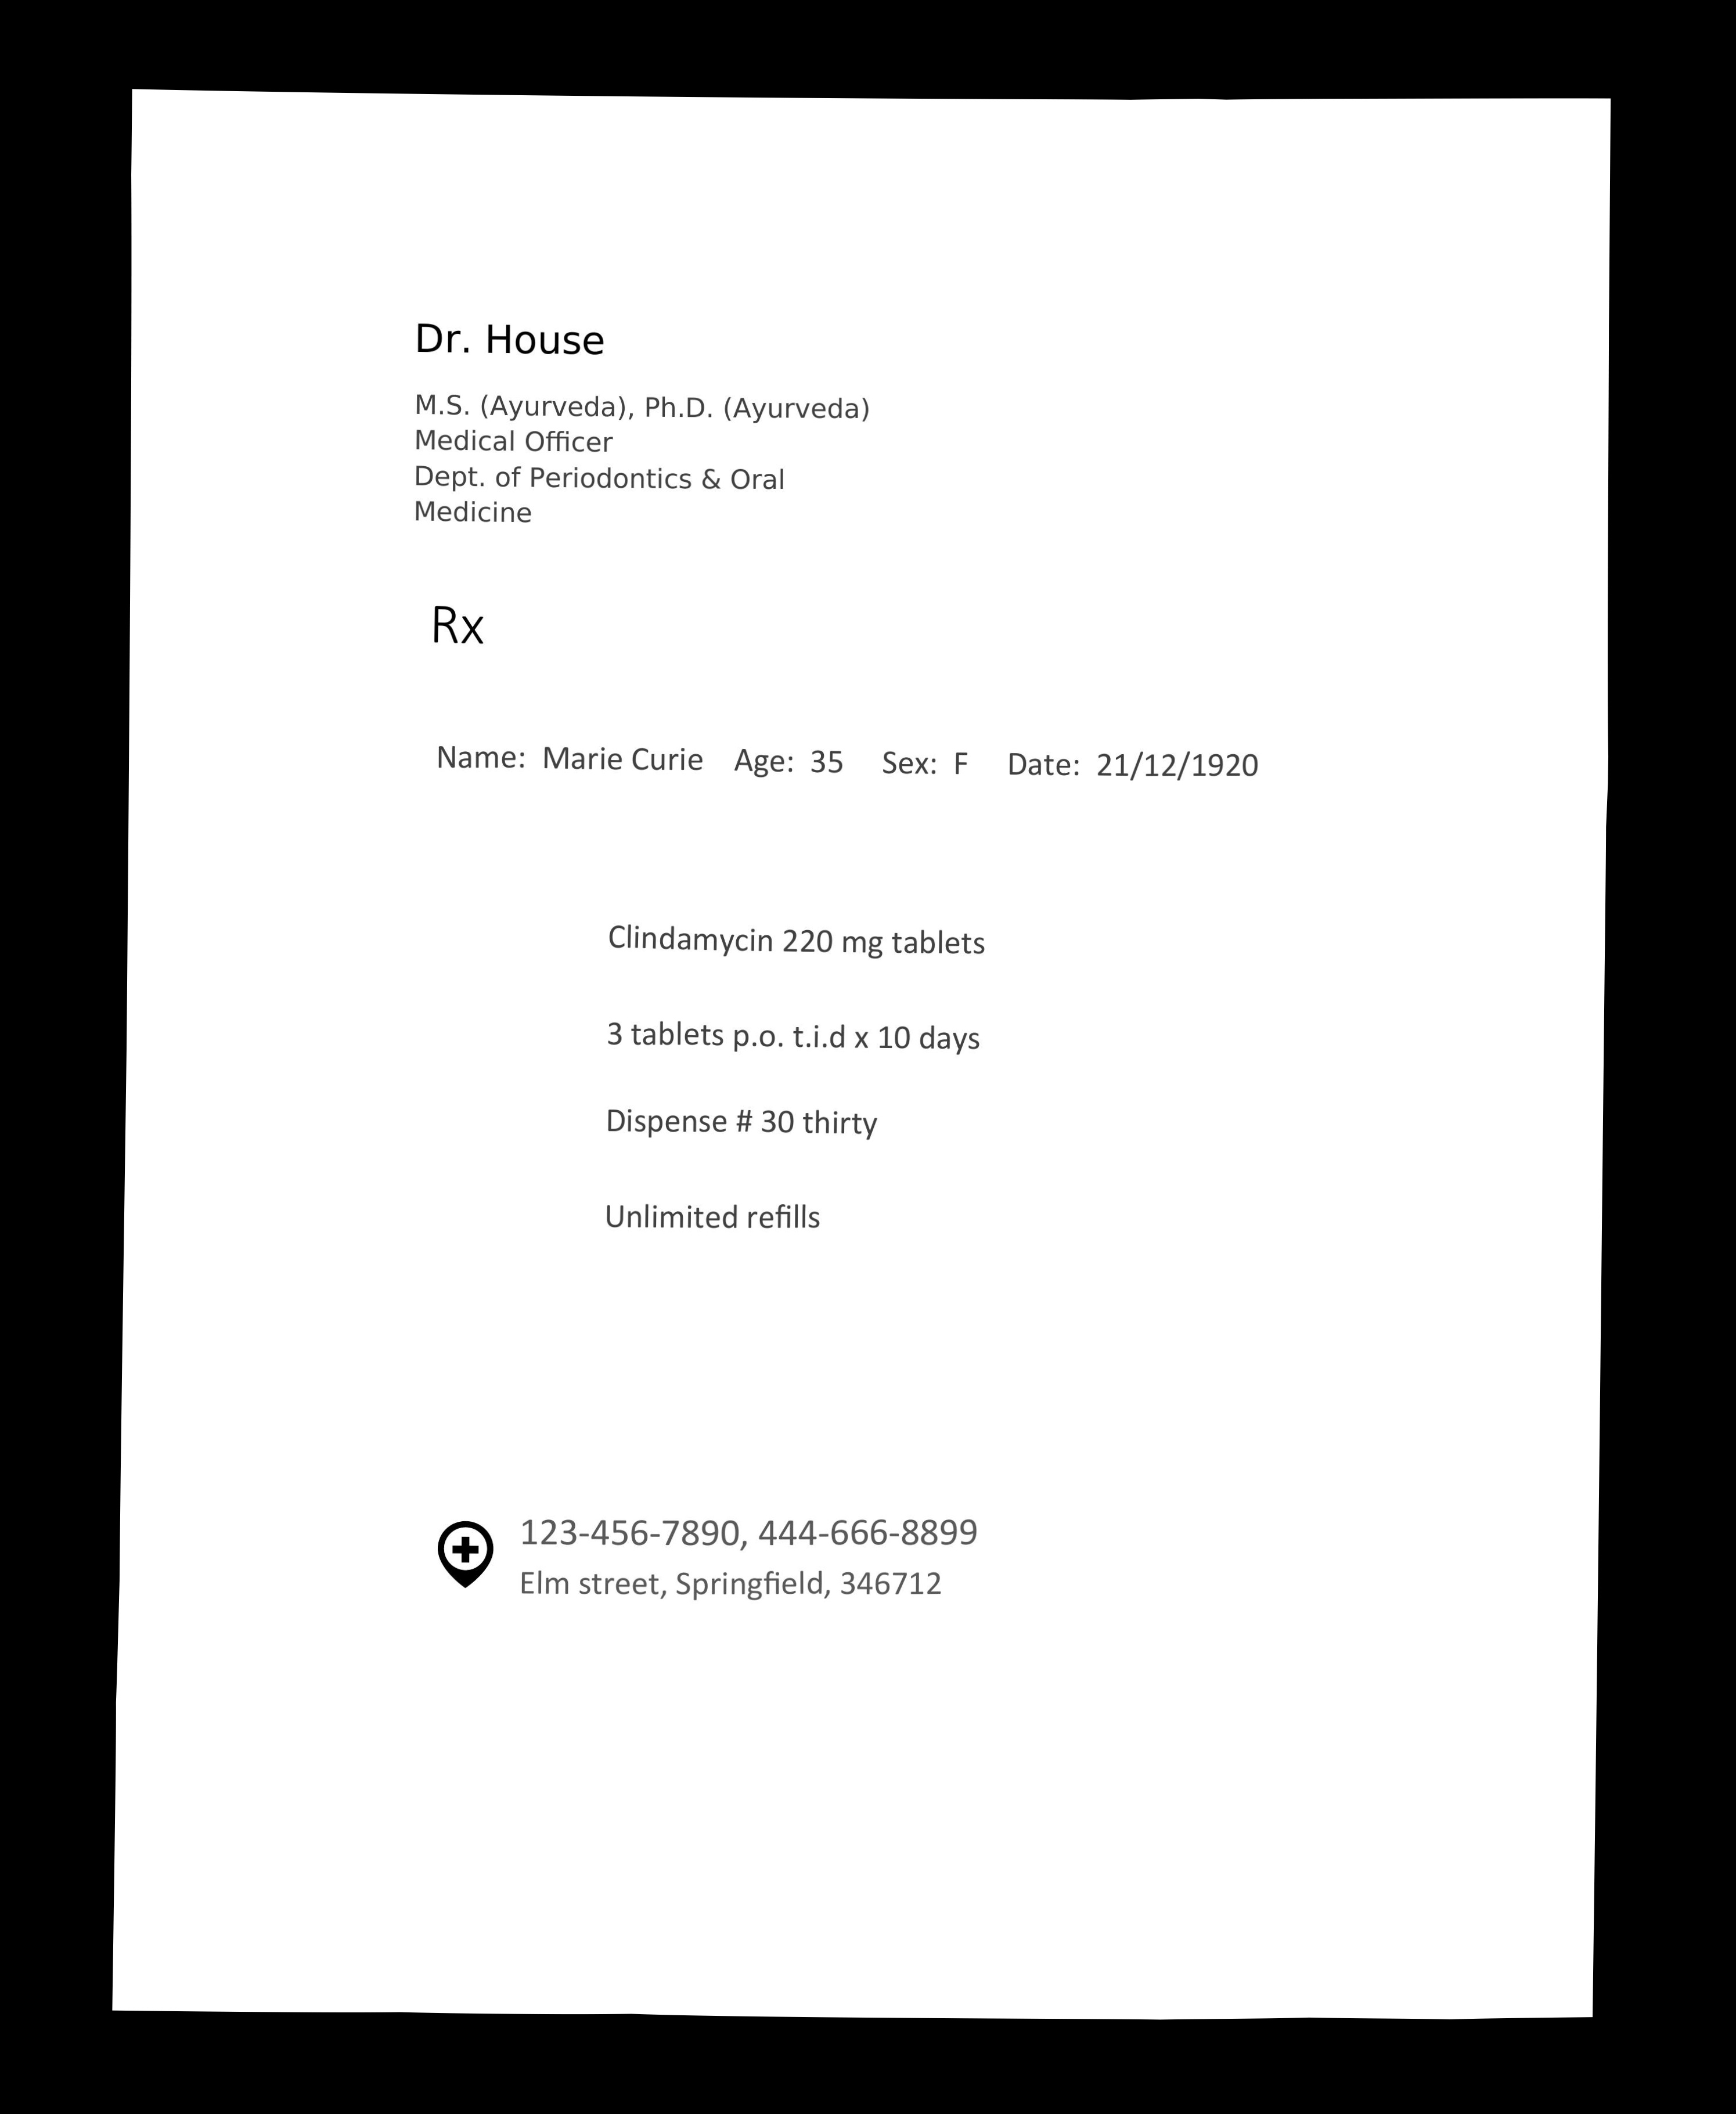 Dr. House
M.S. (Ayurveda), Ph.D. (Ayurveda)
Medical Officer
Dept. of Periodontics & Oral
Medicine
Rx
Name: Marie Curie Age: 35 Sex: F Date: 21/12/1920
Clindamycin 220 mg tablets
3 tablets p.o. t.i.d x 10 days
Dispense # 30 thirty
Unlimited refills
123-456-7890, 444-666-8899
Elm street, Springfield, 346712